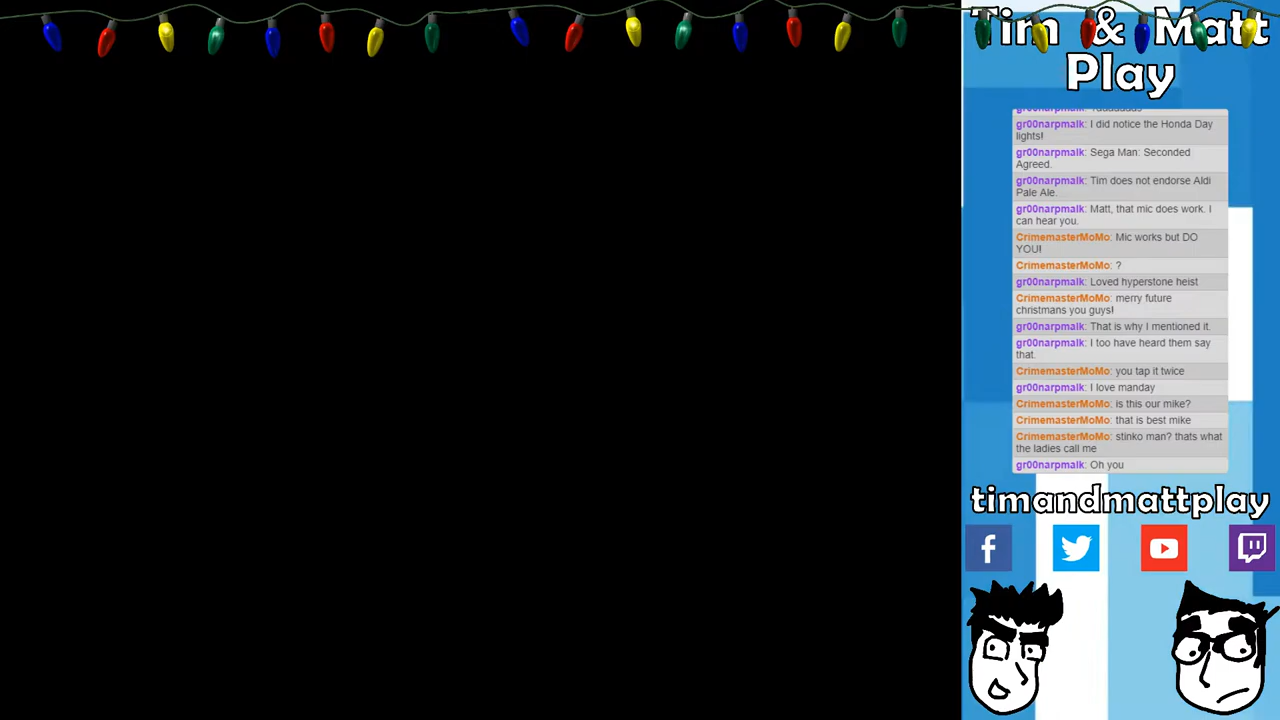 Tim & Matt
Play
gr00narpmalk: I did notice the Honda Day
lights!
gr00narpmalk: Sega Man: Seconded
Agreed.
gr00narpmalk: Tim does not endorse Aldi
Pale Ale.
gr00narpmalk: Matt, that mic does work. I
can hear you.
CrimemasterMoMo: Mic works but DO
YOU!
CrimemasterMoMo: ?
gr00narpmalk: Loved hyperstone heist
CrimemasterMoMo: merry future
christmans you guys!
gr00narpmalk: That is why I mentioned it.
gr00narpmalk: I too have heard them say
that.
CrimemasterMoMo: you tap it twice
gr00narpmalk: I love manday
CrimemasterMoMo: is this our mike?
CrimemasterMoMo: that is best mike
CrimemasterMoMo: stinko man? thats what
the ladies call me
gr00narpmalk: Oh you
timandmattplay